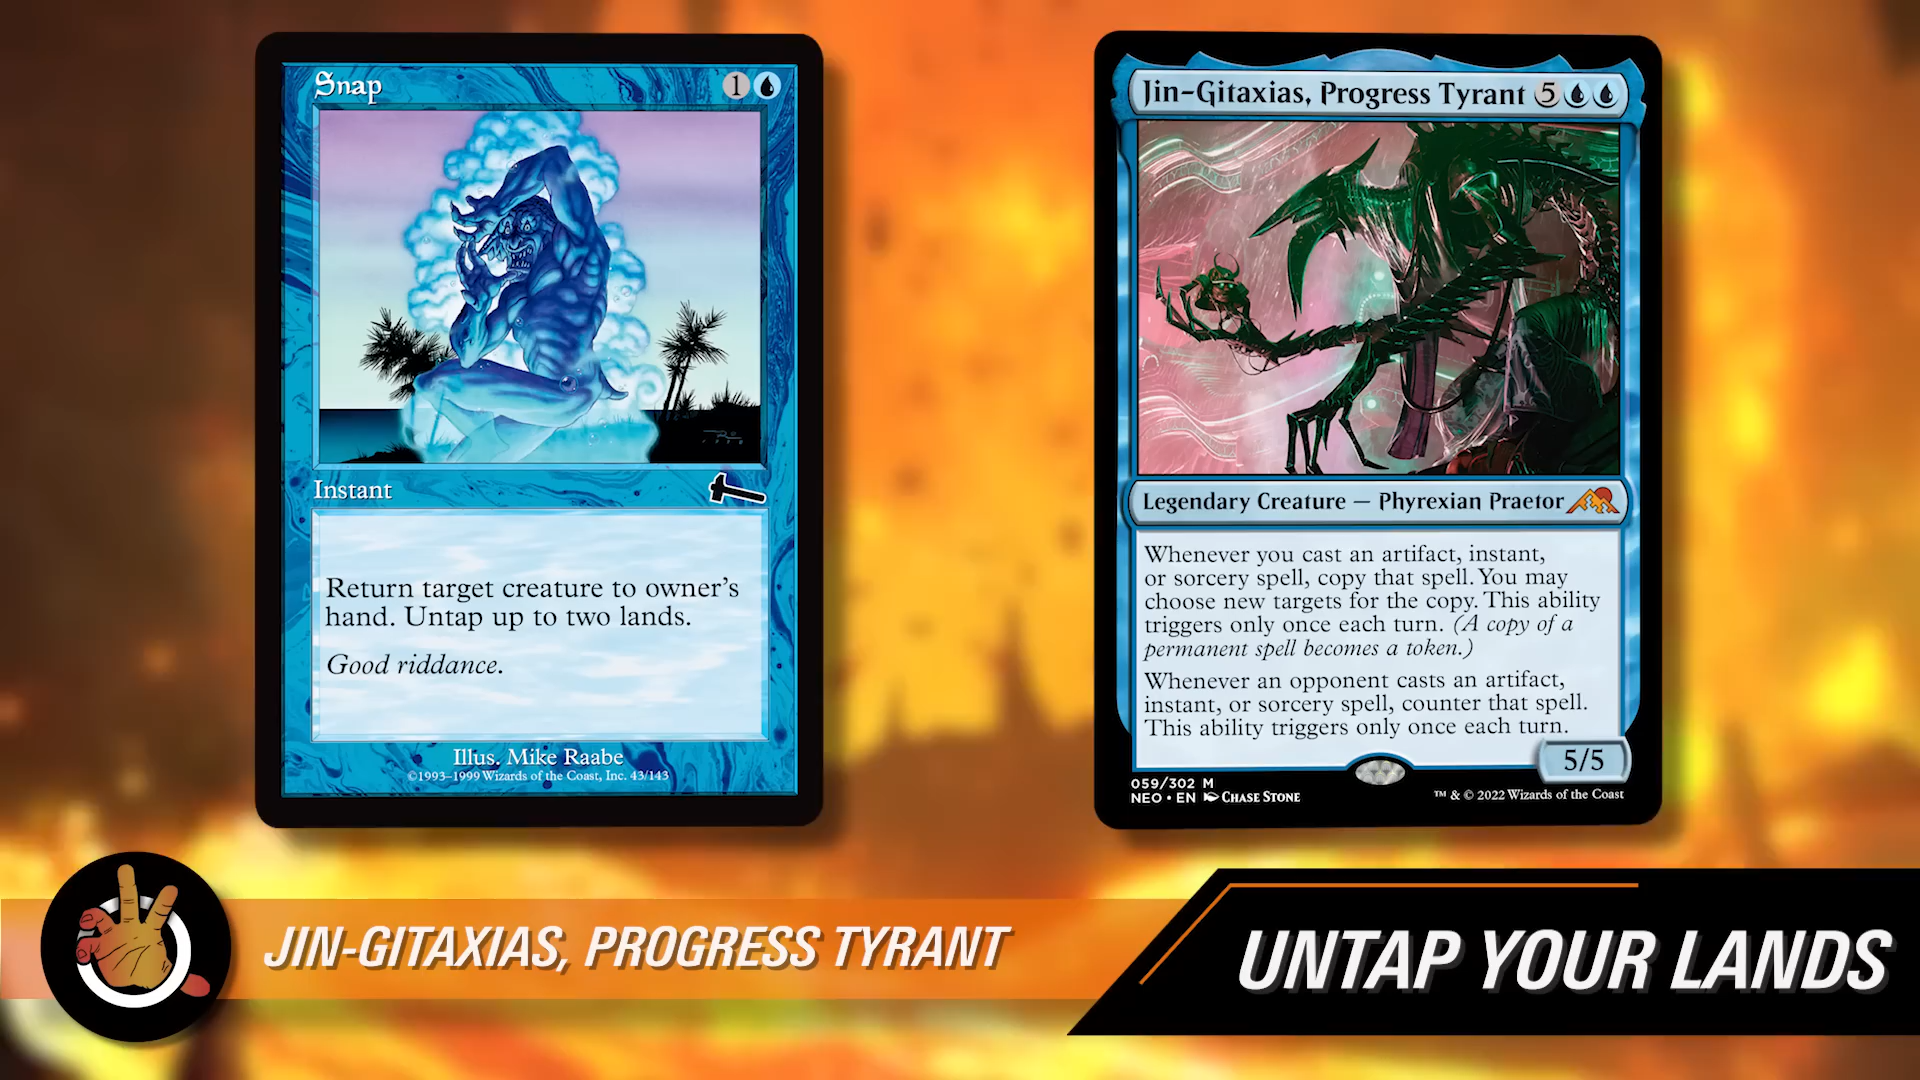 Snap 1
Instant
Return target creature to owner's
hand. Untap up to two lands.
Good riddance.
Illus. Mike Raabe
©1993–1999 Wizards of the Coast, Inc. 43/143
Jin-Gitaxias, Progress Tyrant 5
Legendary Creature — Phyrexian Praetor
Whenever you cast an artifact, instant,
or sorcery spell, copy that spell. You may
choose new targets for the copy. This ability
triggers only once each turn. (A copy of a
permanent spell becomes a token.)
Whenever an opponent casts an artifact,
instant, or sorcery spell, counter that spell.
This ability triggers only once each turn.
5/5
059/302 M
NEO • EN Chase Stone
™ & © 2022 Wizards of the Coast
JIN-GITAXIAS, PROGRESS TYRANT
UNTAP YOUR LANDS